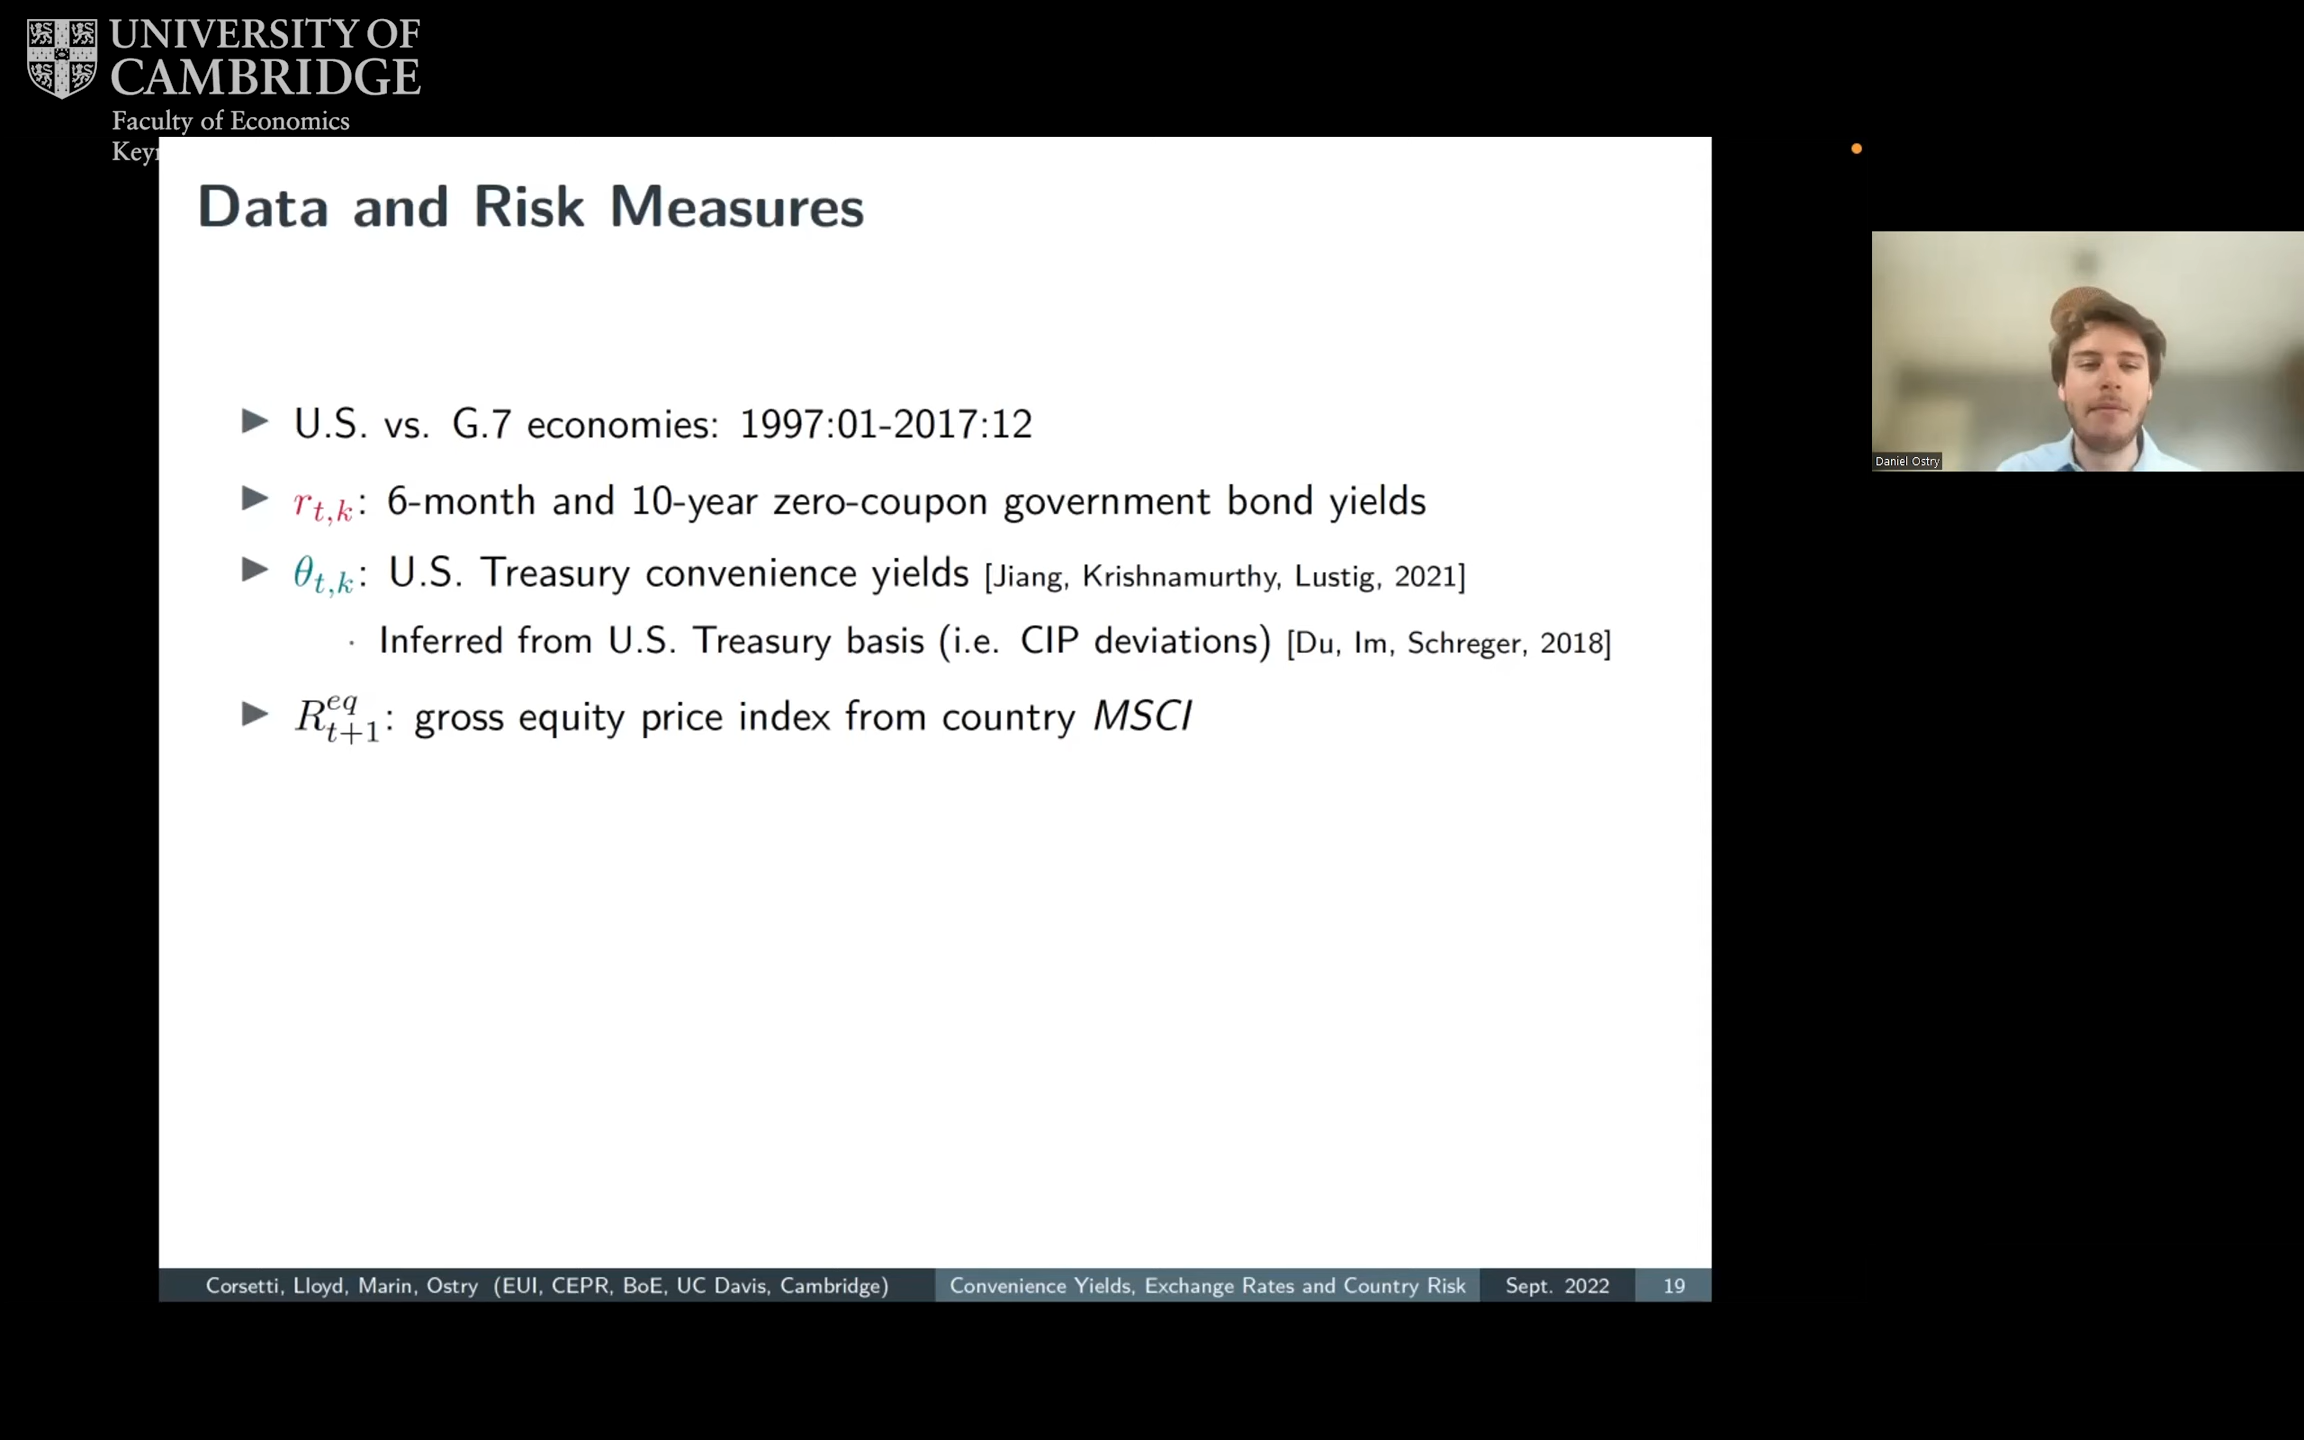 UNIVERSITY OF
CAMBRIDGE
Faculty of Economics
Data and Risk Measures
▶ U.S. vs. G.7 economies: 1997:01-2017:12
▶ r_{t,k}: 6-month and 10-year zero-coupon government bond yields
▶ θ_{t,k}: U.S. Treasury convenience yields [Jiang, Krishnamurthy, Lustig, 2021]
· Inferred from U.S. Treasury basis (i.e. CIP deviations) [Du, Im, Schreger, 2018]
▶ R^{eq}_{t+1}: gross equity price index from country MSCI
Daniel Ostry
Corsetti, Lloyd, Marin, Ostry (EUI, CEPR, BoE, UC Davis, Cambridge) Convenience Yields, Exchange Rates and Country Risk Sept. 2022 19